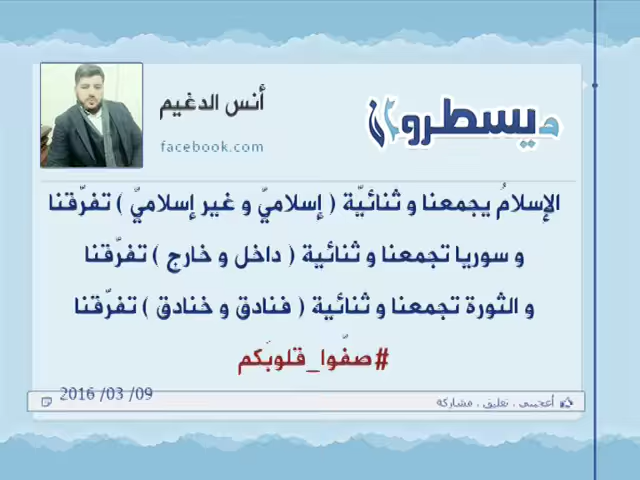 أنس الدغيم
facebook.com
الإسلامُ يجمعنا و ثنائيّة ( إسلاميّ و غير إسلاميّ ) تفرّقنا
و سوريا تجمعنا و ثنائية ( داخل و خارج ) تفرّقنا
و الثورة تجمعنا و ثنائية ( فنادق و خنادق ) تفرّقنا
#صفّوا_قلوبَكم
2016 /03 /09
أعجبني . تعليق . مشاركة